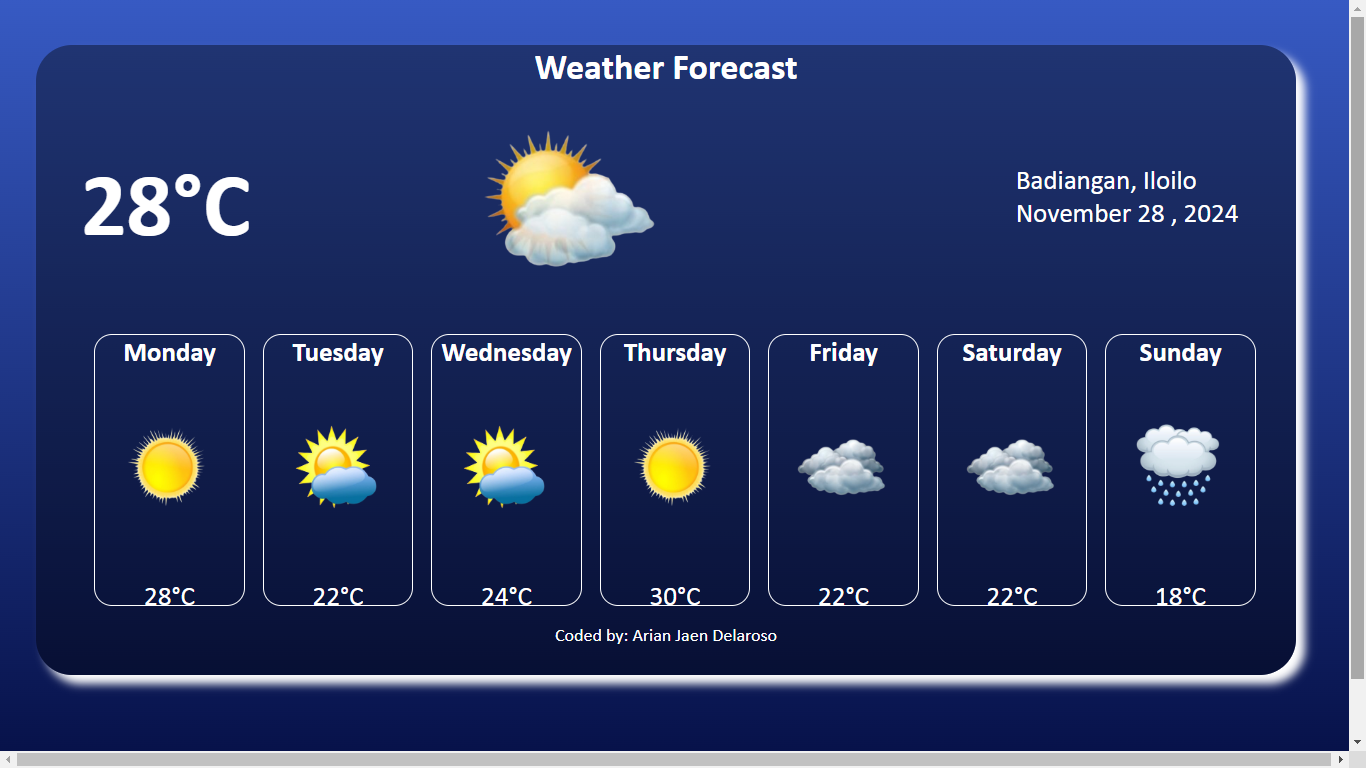 Weather Forecast
28°C
Badiangan, Iloilo
November 28 , 2024
Monday
Tuesday
Wednesday
Thursday
Friday
Saturday
Sunday
28°C
22°C
24°C
30°C
22°C
22°C
18°C
Coded by: Arian Jaen Delaroso